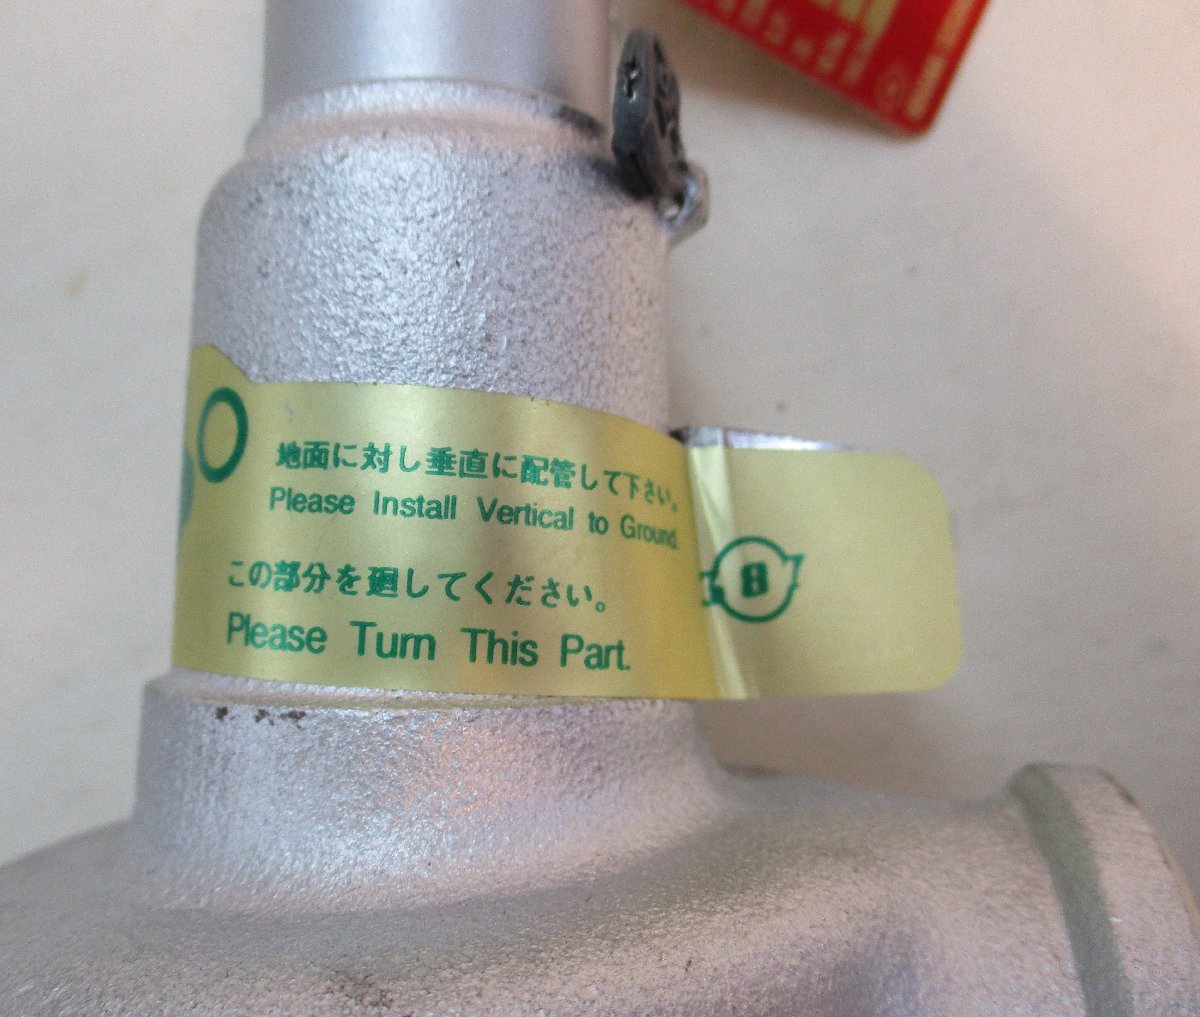 地面に対し垂直に配管して下さい。
Please Install Vertical to Ground.
この部分を廻してください。
Please Turn This Part.
B